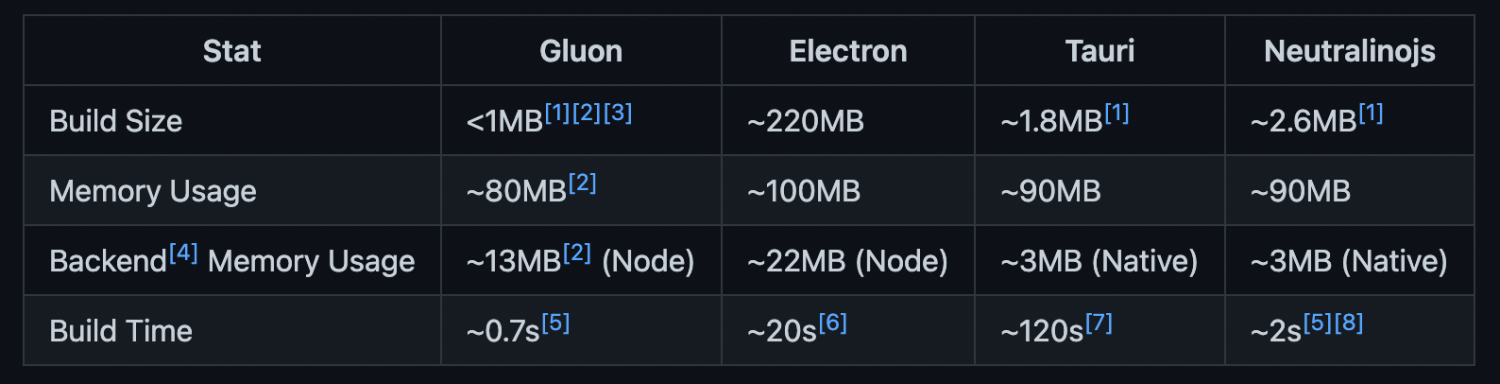 Stat Gluon Electron Tauri Neutralinojs
Build Size <1MB[1][2][3] ~220MB ~1.8MB[1] ~2.6MB[1]
Memory Usage ~80MB[2] ~100MB ~90MB ~90MB
Backend[4] Memory Usage ~13MB[2] (Node) ~22MB (Node) ~3MB (Native) ~3MB (Native)
Build Time ~0.7s[5] ~20s[6] ~120s[7] ~2s[5][8]